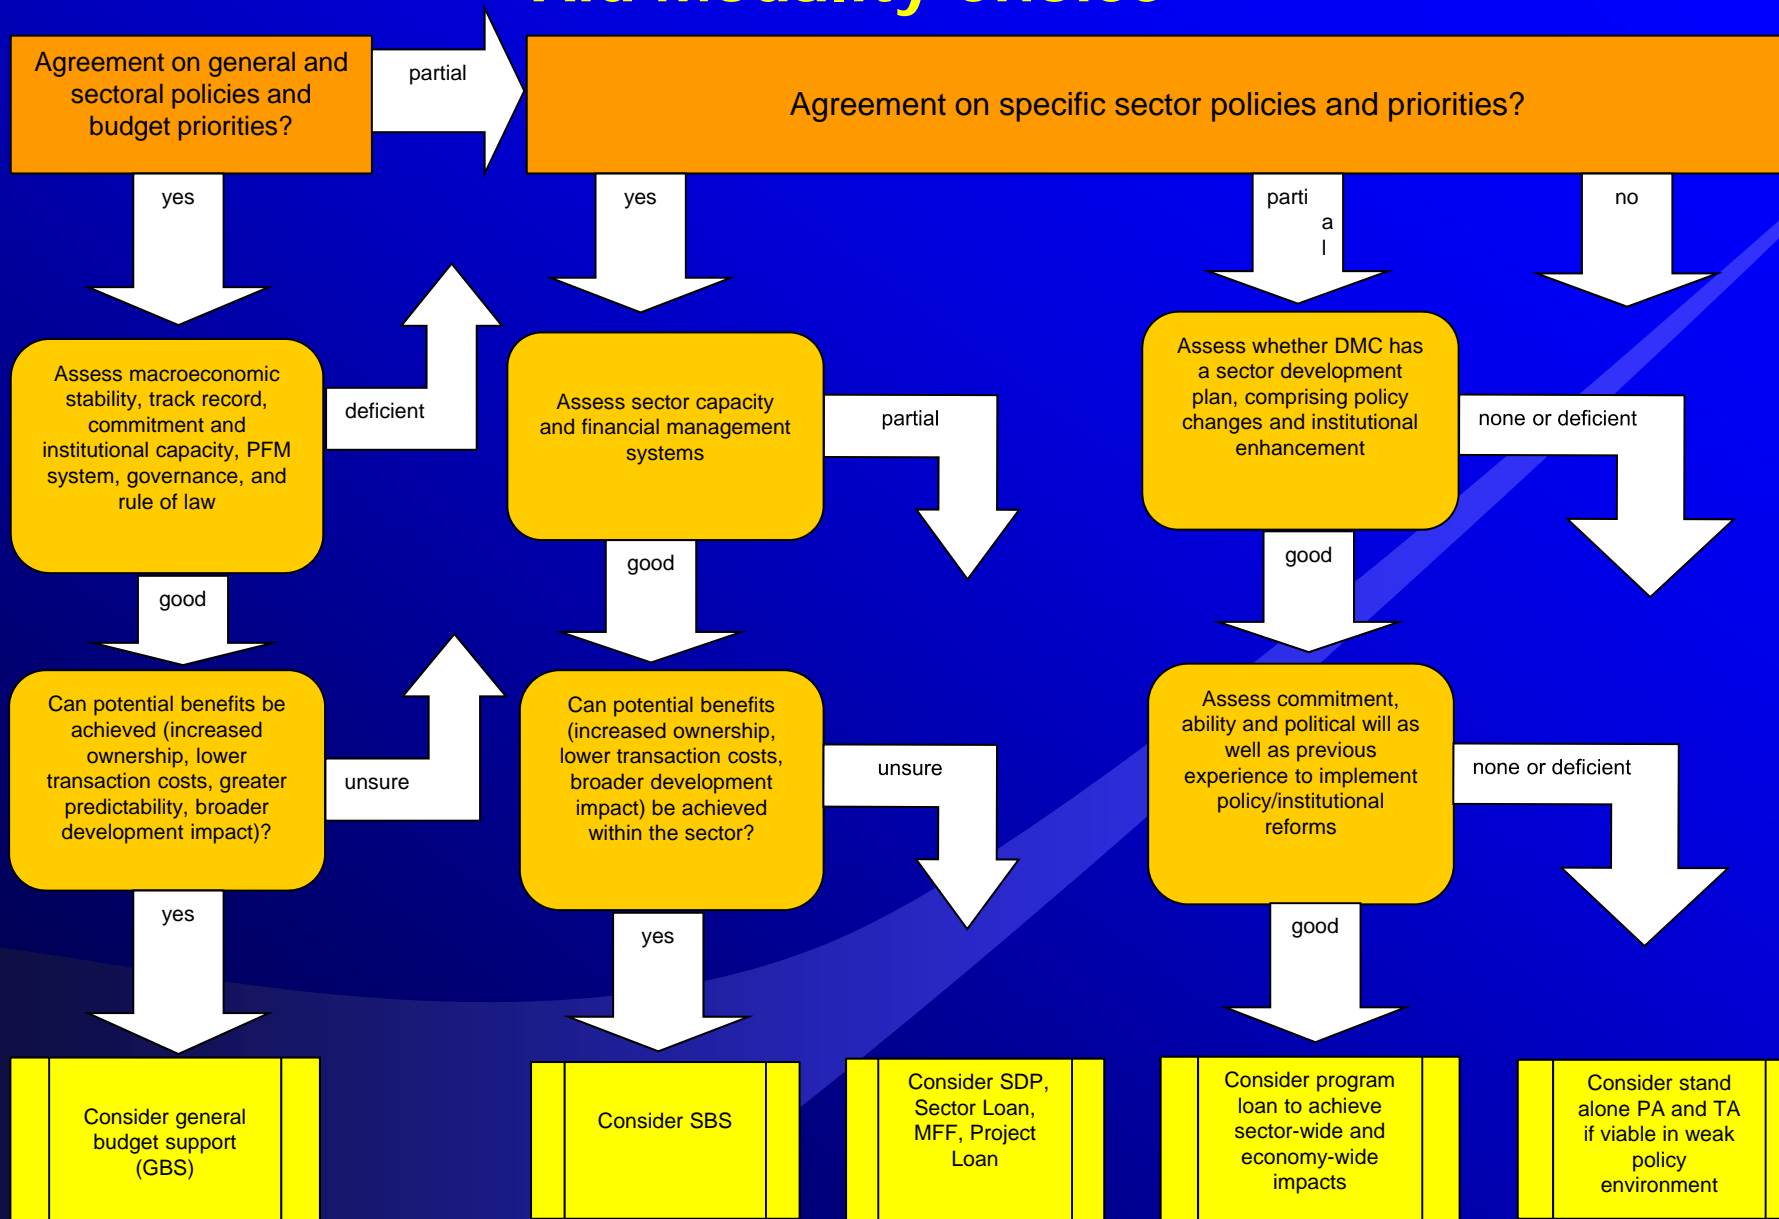 Aid modality choice
Agreement on general and
sectoral policies and
budget priorities?
partial
Agreement on specific sector policies and priorities?
yes
yes
parti
a
l
no
Assess macroeconomic
stability, track record,
commitment and
institutional capacity, PFM
system, governance, and
rule of law
deficient
Assess sector capacity
and financial management
systems
partial
Assess whether DMC has
a sector development
plan, comprising policy
changes and institutional
enhancement
none or deficient
good
good
good
Can potential benefits be
achieved (increased
ownership, lower
transaction costs, greater
predictability, broader
development impact)?
unsure
Can potential benefits
(increased ownership,
lower transaction costs,
broader development
impact) be achieved
within the sector?
unsure
Assess commitment,
ability and political will as
well as previous
experience to implement
policy/institutional
reforms
none or deficient
yes
yes
good
Consider general
budget support
(GBS)
Consider SBS
Consider SDP,
Sector Loan,
MFF, Project
Loan
Consider program
loan to achieve
sector-wide and
economy-wide
impacts
Consider stand
alone PA and TA
if viable in weak
policy
environment